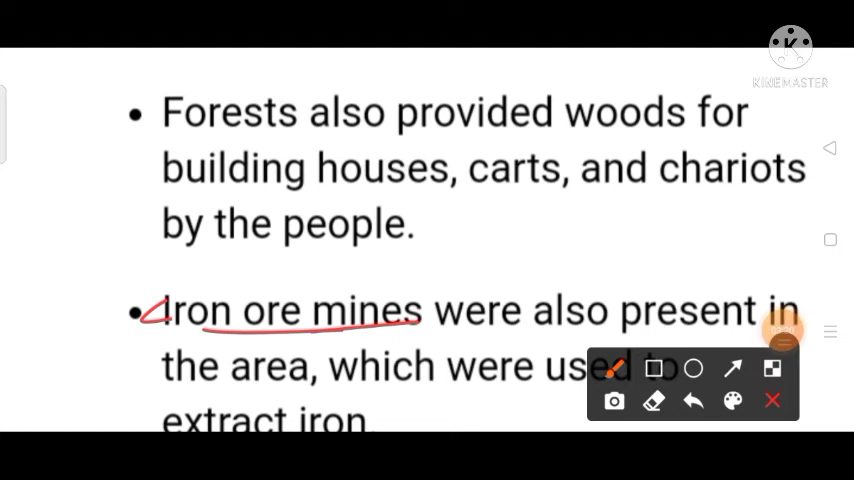 KINEMASTER
• Forests also provided woods for
building houses, carts, and chariots
by the people.
• Iron ore mines were also present in
the area, which were used to
extract iron.